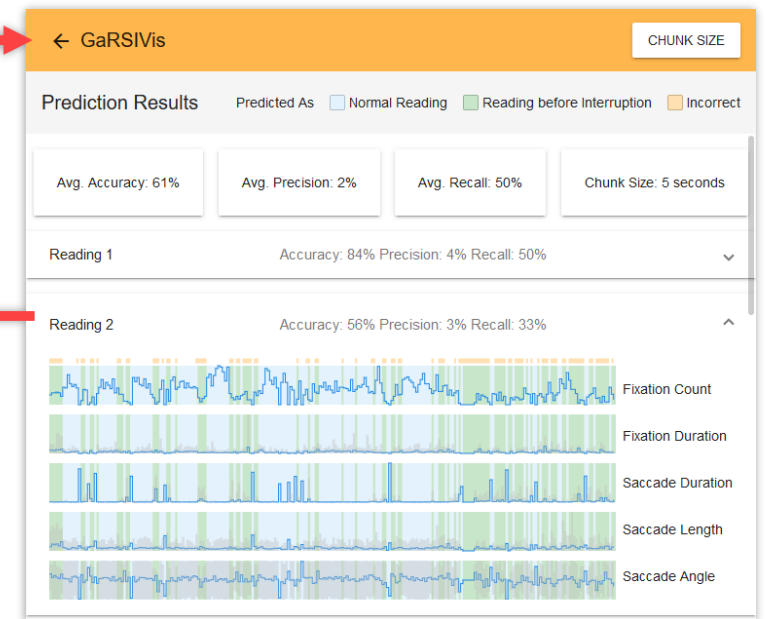 GaRSIVis CHUNK SIZE
Prediction Results Predicted As Normal Reading Reading before Interruption Incorrect
Avg. Accuracy: 61% Avg. Precision: 2% Avg. Recall: 50% Chunk Size: 5 seconds
Reading 1 Accuracy: 84% Precision: 4% Recall: 50%
Reading 2 Accuracy: 56% Precision: 3% Recall: 33%
Fixation Count
Fixation Duration
Saccade Duration
Saccade Length
Saccade Angle